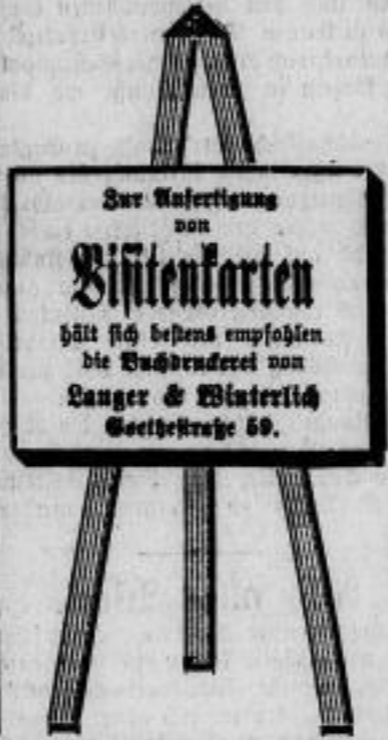 Zur Anfertigung
von
Visitenkarten
hält sich bestens empfohlen
die Buchdruckerei von
Langer & Winterlich
Goethestraße 59.